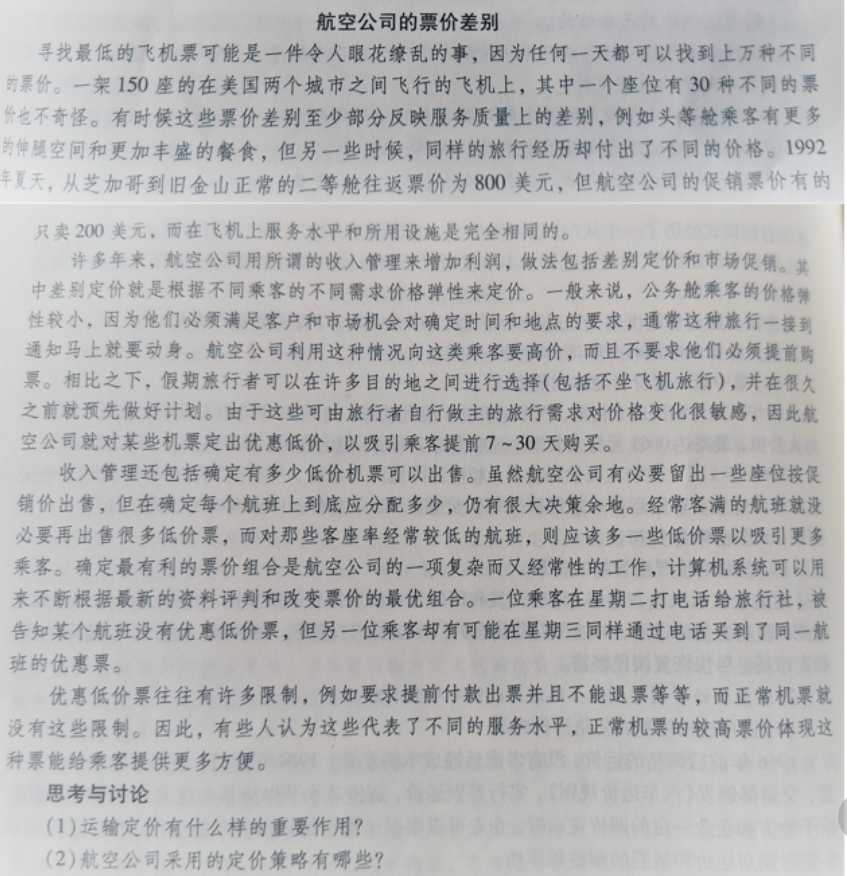 航空公司的票价差别
寻找最低的飞机票可能是一件令人眼花缭乱的事，因为任何一天都可以找到上万种不同
的票价。一架 150 座的在美国两个城市之间飞行的飞机上，其中一个座位有 30 种不同的票
价也不奇怪。有时候这些票价差别至少部分反映服务质量上的差别，例如头等舱乘客有更多
的伸腿空间和更加丰盛的餐食，但另一些时候，同样的旅行经历却付出了不同的价格。1992
年夏天，从芝加哥到旧金山正常的二等舱往返票价为 800 美元，但航空公司的促销票价有的
只卖 200 美元，而在飞机上服务水平和所用设施是完全相同的。
许多年来，航空公司用所谓的收入管理来增加利润，做法包括差别定价和市场促销。其
中差别定价就是根据不同乘客的不同需求价格弹性来定价。一般来说，公务舱乘客的价格弹
性较小，因为他们必须满足客户和市场机会对确定时间和地点的要求，通常这种旅行一接到
通知马上就要动身。航空公司利用这种情况向这类乘客要高价，而且不要求他们必须提前购
票。相比之下，假期旅行者可以在许多目的地之间进行选择(包括不坐飞机旅行)，并在很久
之前就预先做好计划。由于这些可由旅行者自行做主的旅行需求对价格变化很敏感，因此航
空公司就对某些机票定出优惠低价，以吸引乘客提前 7 ~ 30 天购买。
收入管理还包括确定有多少低价机票可以出售。虽然航空公司有必要留出一些座位按促
销价出售，但在确定每个航班上到底应分配多少，仍有很大决策余地。经常客满的航班就没
必要再出售很多低价票，而对那些客座率经常较低的航班，则应该多一些低价票以吸引更多
乘客。确定最有利的票价组合是航空公司的一项复杂而又经常性的工作，计算机系统可以用
来不断根据最新的资料评判和改变票价的最优组合。一位乘客在星期二打电话给旅行社，被
告知某个航班没有优惠低价票，但另一位乘客却有可能在星期三同样通过电话买到了同一航
班的优惠票。
优惠低价票往往有许多限制，例如要求提前付款出票并且不能退票等等，而正常机票就
没有这些限制。因此，有些人认为这些代表了不同的服务水平，正常机票的较高票价体现这
种票能给乘客提供更多方便。
思考与讨论
(1)运输定价有什么样的重要作用？
(2)航空公司采用的定价策略有哪些？